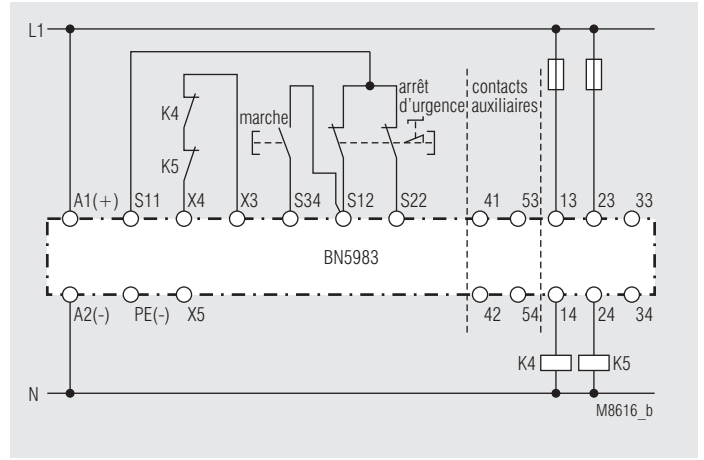 L1
arrêt
d'urgence
contacts
auxiliaires
K4
marche
K5
A1(+) S11 X4 X3 S34 S12 S22 41 53 13 23 33
BN5983
A2(-) PE(-) X5 42 54 14 24 34
K4 K5
N
M8616_b